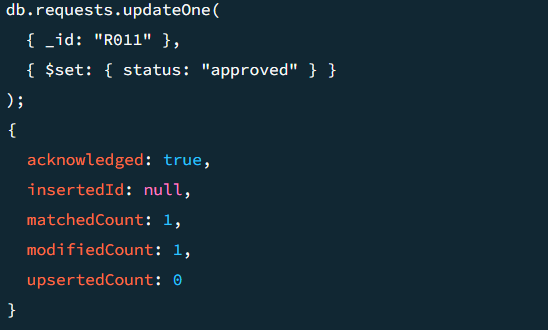 db.requests.updateOne(
  { _id: "R011" },
  { $set: { status: "approved" } }
);
{
  acknowledged: true,
  insertedId: null,
  matchedCount: 1,
  modifiedCount: 1,
  upsertedCount: 0
}